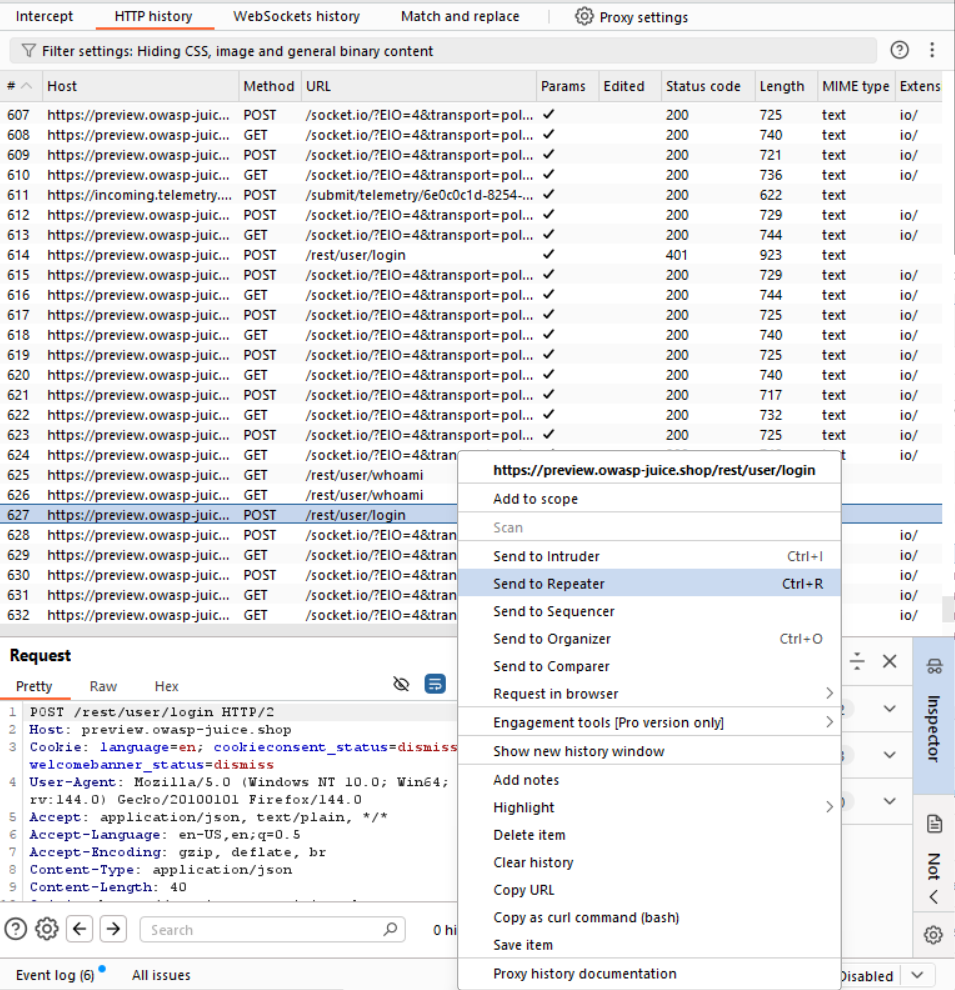 Intercept HTTP history WebSockets history Match and replace Proxy settings
Filter settings: Hiding CSS, image and general binary content
# Host Method URL Params Edited Status code Length MIME type Extens
607 https://preview.owasp-juic... POST /socket.io/?EIO=4&transport=pol... ✓ 200 725 text io/
608 https://preview.owasp-juic... GET /socket.io/?EIO=4&transport=pol... ✓ 200 740 text io/
609 https://preview.owasp-juic... POST /socket.io/?EIO=4&transport=pol... ✓ 200 721 text io/
610 https://preview.owasp-juic... GET /socket.io/?EIO=4&transport=pol... ✓ 200 736 text io/
611 https://incoming.telemetry.... POST /submit/telemetry/6e0c0c1d-8254-... ✓ 200 622 text
612 https://preview.owasp-juic... POST /socket.io/?EIO=4&transport=pol... ✓ 200 729 text io/
613 https://preview.owasp-juic... GET /socket.io/?EIO=4&transport=pol... ✓ 200 744 text io/
614 https://preview.owasp-juic... POST /rest/user/login ✓ 401 923 text
615 https://preview.owasp-juic... POST /socket.io/?EIO=4&transport=pol... ✓ 200 729 text io/
616 https://preview.owasp-juic... GET /socket.io/?EIO=4&transport=pol... ✓ 200 744 text io/
617 https://preview.owasp-juic... POST /socket.io/?EIO=4&transport=pol... ✓ 200 725 text io/
618 https://preview.owasp-juic... GET /socket.io/?EIO=4&transport=pol... ✓ 200 740 text io/
619 https://preview.owasp-juic... POST /socket.io/?EIO=4&transport=pol... ✓ 200 725 text io/
620 https://preview.owasp-juic... GET /socket.io/?EIO=4&transport=pol... ✓ 200 740 text io/
621 https://preview.owasp-juic... POST /socket.io/?EIO=4&transport=pol... ✓ 200 717 text io/
622 https://preview.owasp-juic... GET /socket.io/?EIO=4&transport=pol... ✓ 200 732 text io/
623 https://preview.owasp-juic... POST /socket.io/?EIO=4&transport=pol... ✓ 200 725 text io/
624 https://preview.owasp-juic... GET /socket.io/?EIO=4&transport=pol... ✓ io/
625 https://preview.owasp-juic... GET /rest/user/whoami
626 https://preview.owasp-juic... GET /rest/user/whoami
627 https://preview.owasp-juic... POST /rest/user/login
628 https://preview.owasp-juic... POST /socket.io/?EIO=4&tran io/
629 https://preview.owasp-juic... GET /socket.io/?EIO=4&tran io/
630 https://preview.owasp-juic... POST /socket.io/?EIO=4&tran io/
631 https://preview.owasp-juic... GET /socket.io/?EIO=4&tran io/
632 https://preview.owasp-juic... GET /socket.io/?EIO=4&tran io/
https://preview.owasp-juice.shop/rest/user/login
Add to scope
Scan
Send to Intruder Ctrl+I
Send to Repeater Ctrl+R
Send to Sequencer
Send to Organizer Ctrl+O
Send to Comparer
Request in browser
Engagement tools [Pro version only]
Show new history window
Add notes
Highlight
Delete item
Clear history
Copy URL
Copy as curl command (bash)
Save item
Proxy history documentation
Request
Pretty Raw Hex
1 POST /rest/user/login HTTP/2
2 Host: preview.owasp-juice.shop
3 Cookie: language=en; cookieconsent_status=dismiss
welcomebanner_status=dismiss
4 User-Agent: Mozilla/5.0 (Windows NT 10.0; Win64;
rv:144.0) Gecko/20100101 Firefox/144.0
5 Accept: application/json, text/plain, */*
6 Accept-Language: en-US,en;q=0.5
7 Accept-Encoding: gzip, deflate, br
8 Content-Type: application/json
9 Content-Length: 40
Inspector
Not
Search 0 hi
Event log (6) All issues Disabled